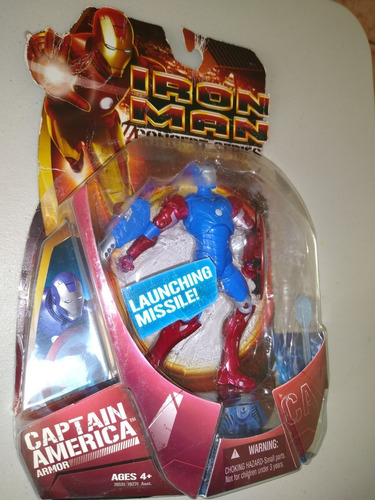 IRON
MAN
CONCEPT SERIES
LAUNCHING
MISSILE!
CAPTAIN
AMERICA™
ARMOR
AGES 4+
WARNING:
CHOKING HAZARD-Small parts
Not for children under 3 years.